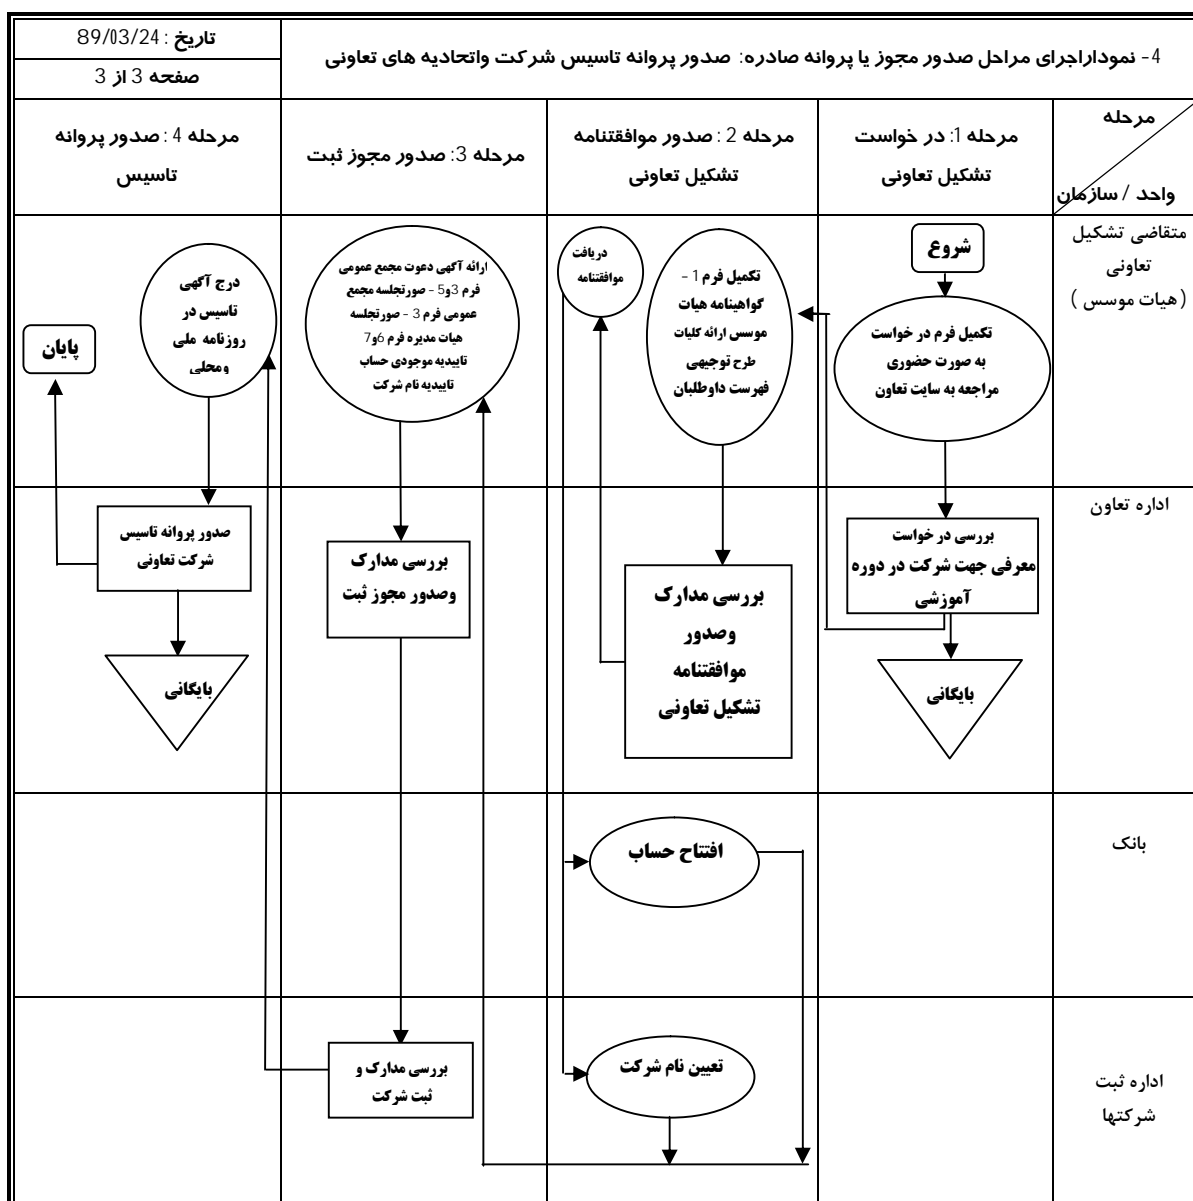 4- نموداراجرای مراحل صدور مجوز یا پروانه صادره: صدور پروانه تاسیس شرکت واتحادیه های تعاونی
تاریخ : 89/03/24
صفحه 3 از 3
مرحله
واحد / سازمان
مرحله 1: در خواست
تشکیل تعاونی
مرحله 2 : صدور موافقتنامه
تشکیل تعاونی
مرحله 3: صدور مجوز ثبت
مرحله 4 : صدور پروانه
تاسیس
متقاضی تشکیل
تعاونی
(هیات موسس )
شروع
تکمیل فرم در خواست
به صورت حضوری
مراجعه به سایت تعاون
تکمیل فرم 1 -
گواهینامه هیات
موسس ارائه کلیات
طرح توجیهی
فهرست داوطلبان
دریافت
موافقتنامه
ارائه آگهی دعوت مجمع عمومی
فرم 3و5 - صورتجلسه مجمع
عمومی فرم 3 - صورتجلسه
هیات مدیره فرم 6و7
تاییدیه موجودی حساب
تاییدیه نام شرکت
درج آگهی
تاسیس در
روزنامه ملی
ومحلی
پایان
اداره تعاون
بررسی در خواست
معرفی جهت شرکت در دوره
آموزشی
بایگانی
بررسی مدارک
وصدور
موافقتنامه
تشکیل تعاونی
بررسی مدارک
وصدور مجوز ثبت
صدور پروانه تاسیس
شرکت تعاونی
بایگانی
بانک
افتتاح حساب
اداره ثبت
شرکتها
تعیین نام شرکت
بررسی مدارک و
ثبت شرکت